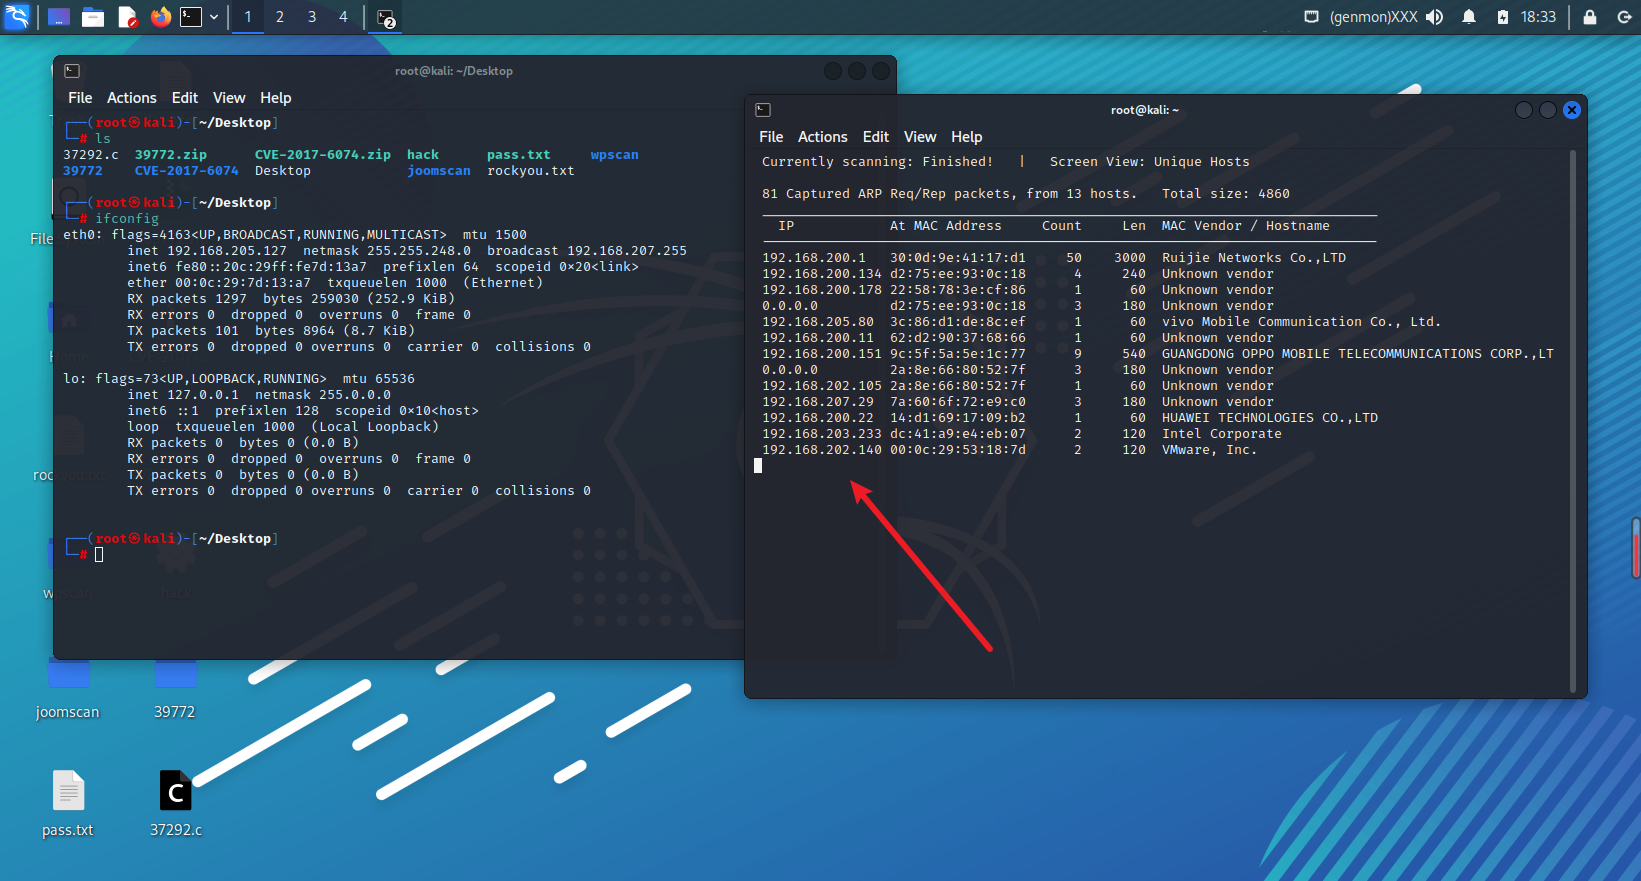 1 2 3 4 2 (genmon)XXX 18:33
root@kali: ~/Desktop
File Actions Edit View Help
┌──(root㉿kali)-[~/Desktop]
└─# ls
37292.c 39772.zip CVE-2017-6074.zip hack pass.txt wpscan
39772 CVE-2017-6074 Desktop joomscan rockyou.txt
┌──(root㉿kali)-[~/Desktop]
└─# ifconfig
eth0: flags=4163<UP,BROADCAST,RUNNING,MULTICAST> mtu 1500
inet 192.168.205.127 netmask 255.255.248.0 broadcast 192.168.207.255
inet6 fe80::20c:29ff:fe7d:13a7 prefixlen 64 scopeid 0×20<link>
ether 00:0c:29:7d:13:a7 txqueuelen 1000 (Ethernet)
RX packets 1297 bytes 259030 (252.9 KiB)
RX errors 0 dropped 0 overruns 0 frame 0
TX packets 101 bytes 8964 (8.7 KiB)
TX errors 0 dropped 0 overruns 0 carrier 0 collisions 0
lo: flags=73<UP,LOOPBACK,RUNNING> mtu 65536
inet 127.0.0.1 netmask 255.0.0.0
inet6 ::1 prefixlen 128 scopeid 0×10<host>
loop txqueuelen 1000 (Local Loopback)
RX packets 0 bytes 0 (0.0 B)
RX errors 0 dropped 0 overruns 0 frame 0
TX packets 0 bytes 0 (0.0 B)
TX errors 0 dropped 0 overruns 0 carrier 0 collisions 0
┌──(root㉿kali)-[~/Desktop]
└─#
root@kali: ~
File Actions Edit View Help
Currently scanning: Finished! | Screen View: Unique Hosts
81 Captured ARP Req/Rep packets, from 13 hosts. Total size: 4860
IP At MAC Address Count Len MAC Vendor / Hostname
192.168.200.1 30:0d:9e:41:17:d1 50 3000 Ruijie Networks Co.,LTD
192.168.200.134 d2:75:ee:93:0c:18 4 240 Unknown vendor
192.168.200.178 22:58:78:3e:cf:86 1 60 Unknown vendor
0.0.0.0 d2:75:ee:93:0c:18 3 180 Unknown vendor
192.168.205.80 3c:86:d1:de:8c:ef 1 60 vivo Mobile Communication Co., Ltd.
192.168.200.11 62:d2:90:37:68:66 1 60 Unknown vendor
192.168.200.151 9c:5f:5a:5e:1c:77 9 540 GUANGDONG OPPO MOBILE TELECOMMUNICATIONS CORP.,LT
0.0.0.0 2a:8e:66:80:52:7f 3 180 Unknown vendor
192.168.202.105 2a:8e:66:80:52:7f 1 60 Unknown vendor
192.168.207.29 7a:60:6f:72:e9:c0 3 180 Unknown vendor
192.168.200.22 14:d1:69:17:09:b2 1 60 HUAWEI TECHNOLOGIES CO.,LTD
192.168.203.233 dc:41:a9:e4:eb:07 2 120 Intel Corporate
192.168.202.140 00:0c:29:53:18:7d 2 120 VMware, Inc.
File
Home
wpscan hack
joomscan 39772
C
pass.txt 37292.c